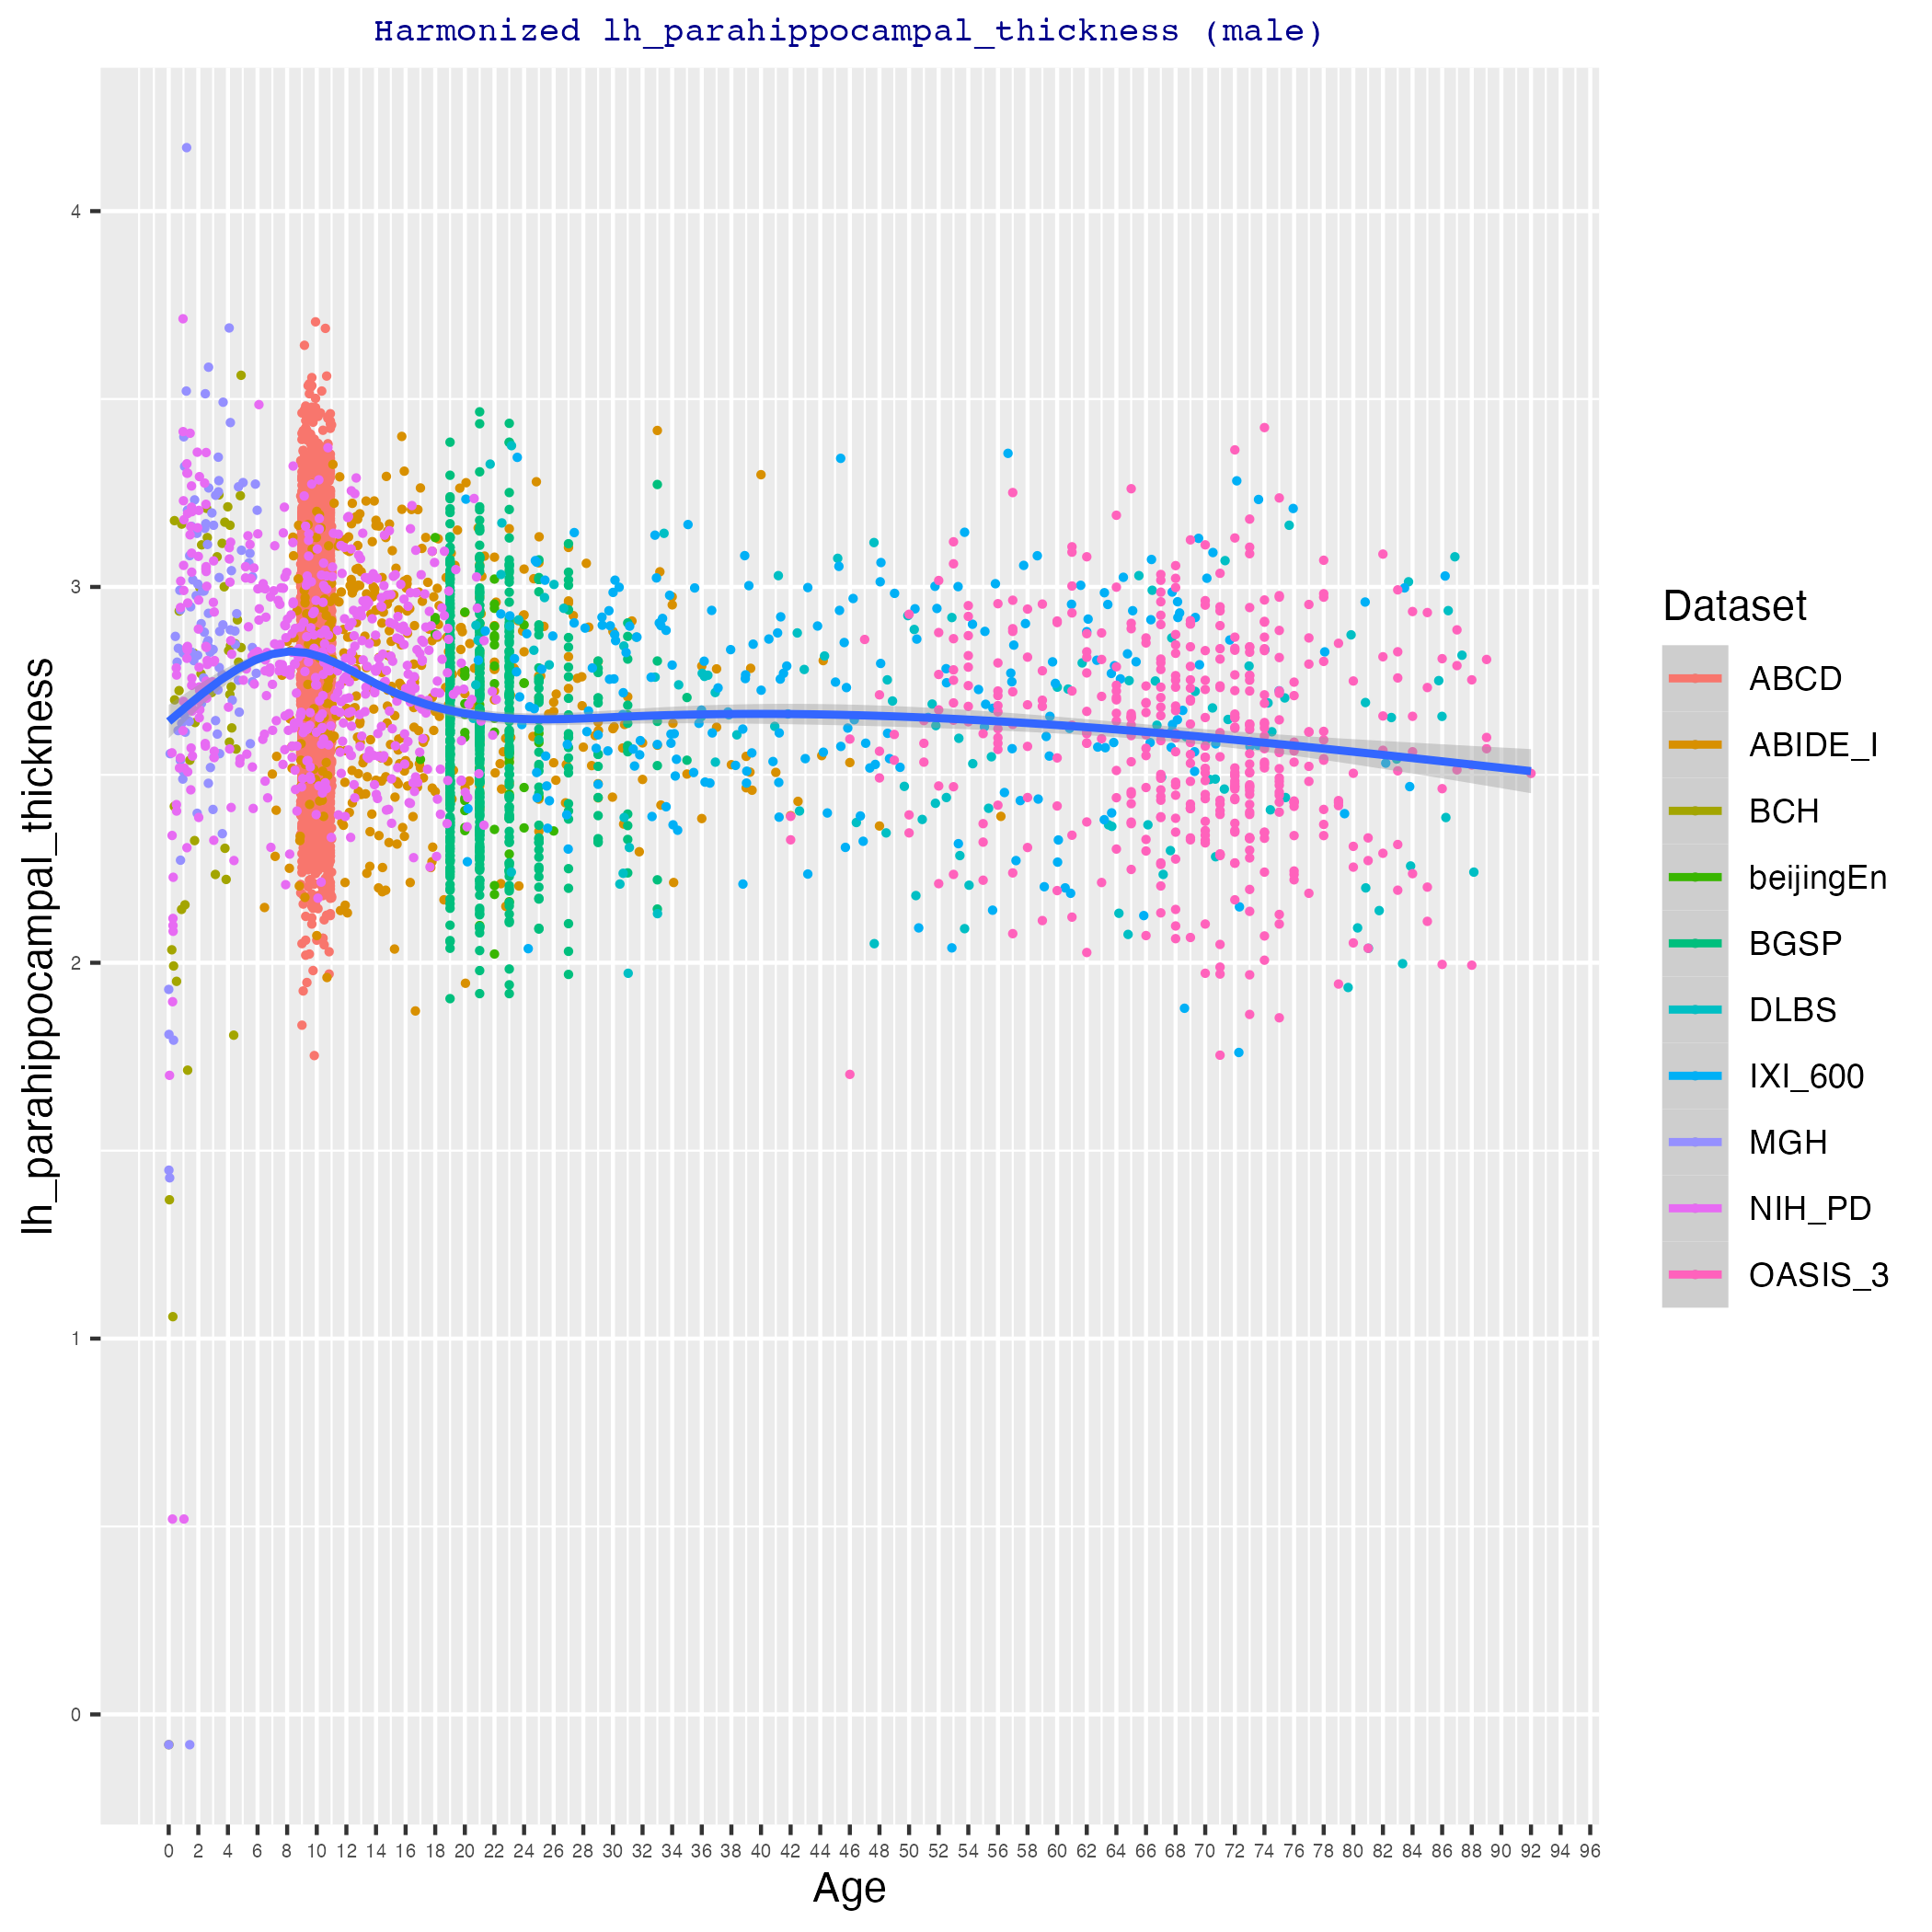 Harmonized lh_parahippocampal_thickness (male)
lh_parahippocampal_thickness
4
3
2
1
0
0 2 4 6 8 10 12 14 16 18 20 22 24 26 28 30 32 34 36 38 40 42 44 46 48 50 52 54 56 58 60 62 64 66 68 70 72 74 76 78 80 82 84 86 88 90 92 94 96
Age
Dataset
ABCD
ABIDE_I
BCH
beijingEn
BGSP
DLBS
IXI_600
MGH
NIH_PD
OASIS_3